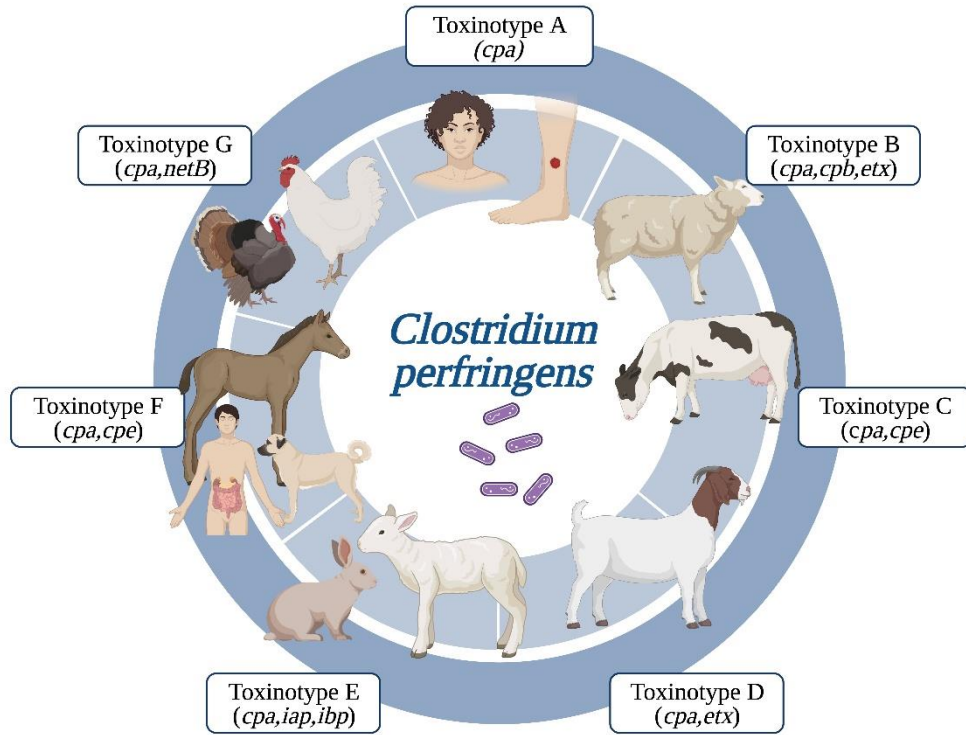 Toxinotype A
(cpa)
Toxinotype G
(cpa,netB)
Toxinotype B
(cpa,cpb,etx)
Clostridium
perfringens
Toxinotype F
(cpa,cpe)
Toxinotype C
(cpa,cpe)
Toxinotype E
(cpa,iap,ibp)
Toxinotype D
(cpa,etx)